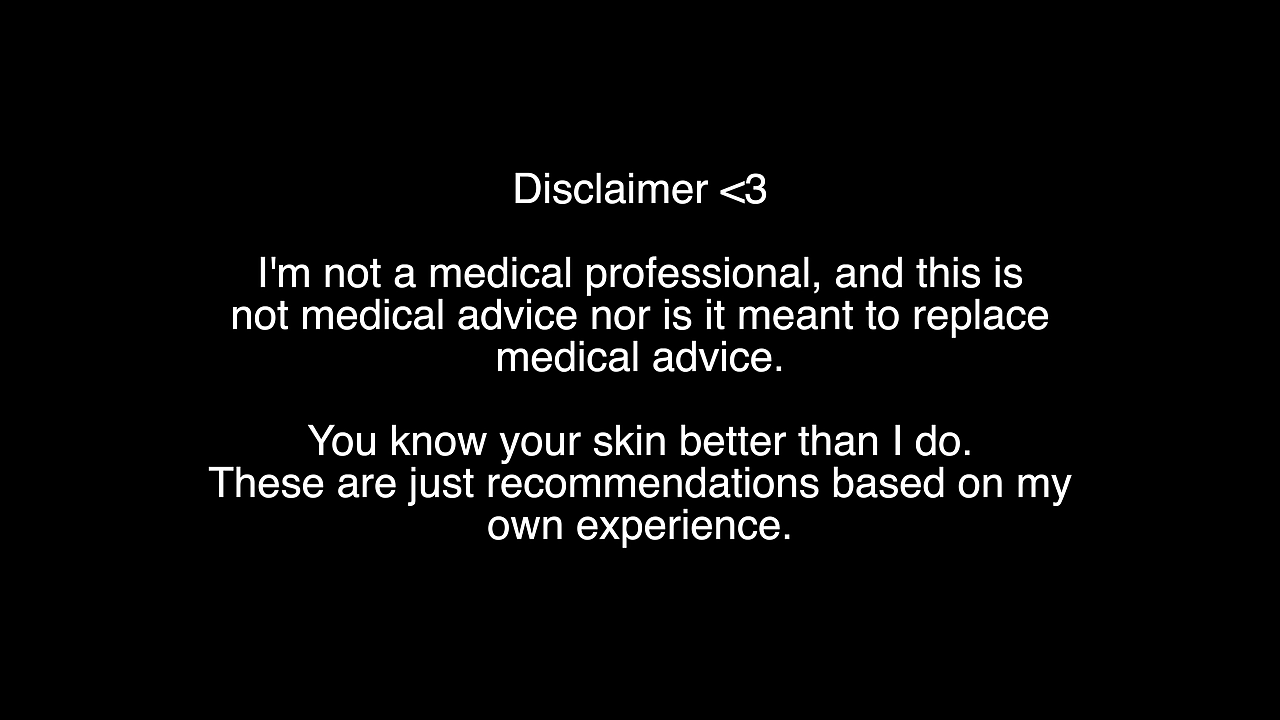 Disclaimer <3
I'm not a medical professional, and this is
not medical advice nor is it meant to replace
medical advice.
You know your skin better than I do.
These are just recommendations based on my
own experience.